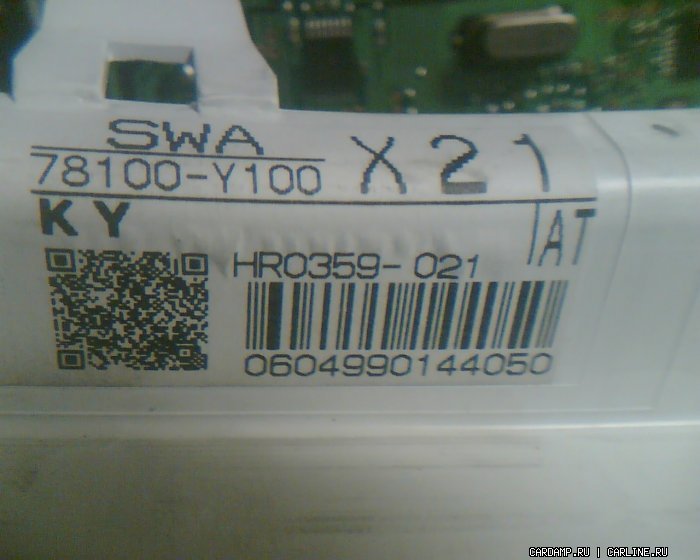 SWA X21
78100-Y100
KY AT
HR0359-021
0604990144050
CARDAMP.RU | CARLINE.RU